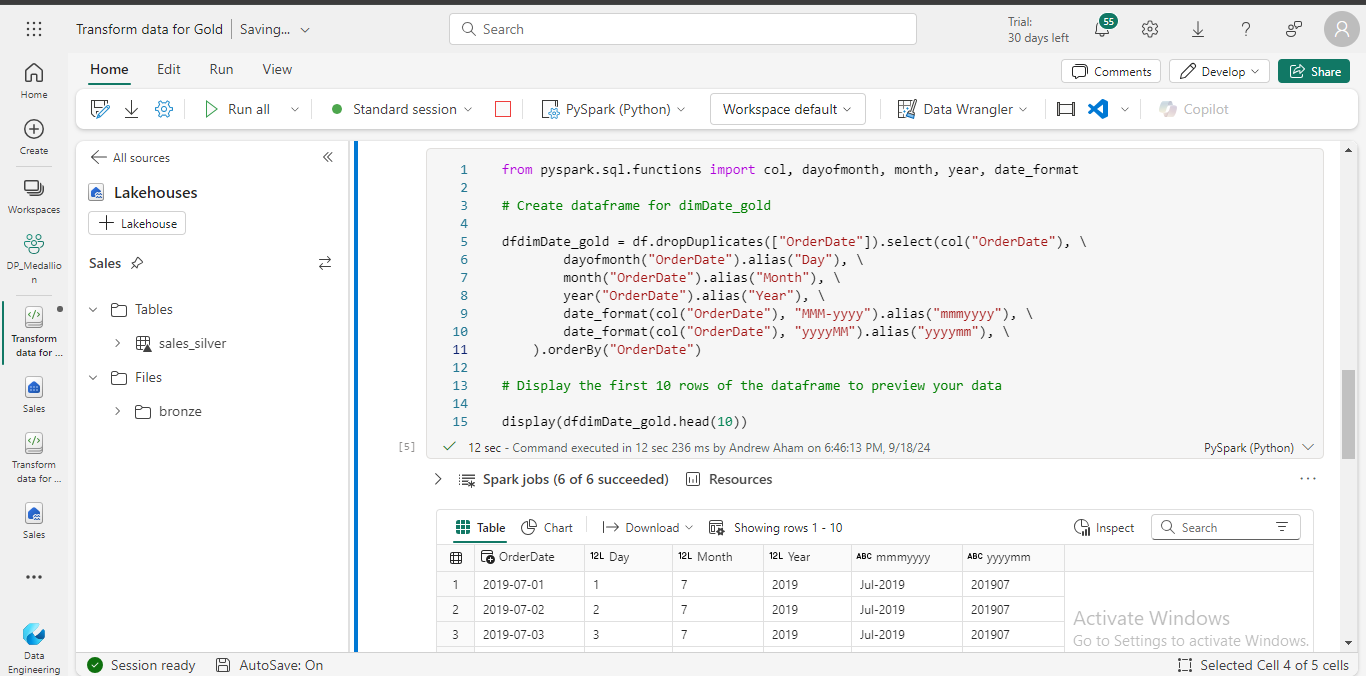 Transform data for Gold
Saving...
Search
Trial:
30 days left
55
Home
Edit
Run
View
Comments
Develop
Share
Run all
Standard session
PySpark (Python)
Workspace default
Data Wrangler
Copilot
Home
Create
Workspaces
DP_Medallio
n
Transform
data for ...
Sales
Transform
data for ...
Sales
Data
Engineering
All sources
Lakehouses
Lakehouse
Sales
Tables
sales_silver
Files
bronze
1 from pyspark.sql.functions import col, dayofmonth, month, year, date_format
2
3 # Create dataframe for dimDate_gold
4
5 dfdimDate_gold = df.dropDuplicates(["OrderDate"]).select(col("OrderDate"), \
6 dayofmonth("OrderDate").alias("Day"), \
7 month("OrderDate").alias("Month"), \
8 year("OrderDate").alias("Year"), \
9 date_format(col("OrderDate"), "MMM-yyyy").alias("mmmyyyy"), \
10 date_format(col("OrderDate"), "yyyyMM").alias("yyyymm"), \
11 ).orderBy("OrderDate")
12
13 # Display the first 10 rows of the dataframe to preview your data
14
15 display(dfdimDate_gold.head(10))
[5]
12 sec - Command executed in 12 sec 236 ms by Andrew Aham on 6:46:13 PM, 9/18/24
PySpark (Python)
Spark jobs (6 of 6 succeeded)
Resources
Table
Chart
Download
Showing rows 1 - 10
Inspect
Search
OrderDate 12L Day 12L Month 12L Year ABC mmmyyyy ABC yyyymm
1 2019-07-01 1 7 2019 Jul-2019 201907
2 2019-07-02 2 7 2019 Jul-2019 201907
3 2019-07-03 3 7 2019 Jul-2019 201907
Activate Windows
Go to Settings to activate Windows.
Session ready
AutoSave: On
Selected Cell 4 of 5 cells